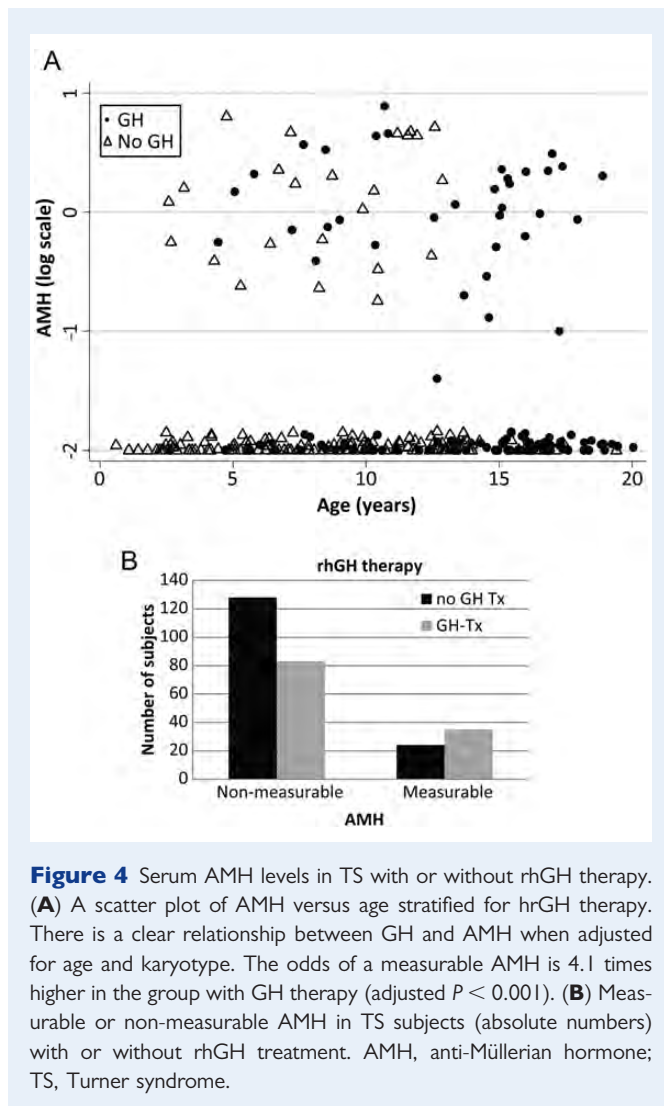 A
1
• GH
△ No GH
0
AMH (log scale)
-1
-2
0 5 10 15 20
Age (years)
B
rhGH therapy
140
120
100
80
60
40
20
0
Number of subjects
■ no GH Tx
■ GH-Tx
Non-measurable Measurable
AMH
Figure 4 Serum AMH levels in TS with or without rhGH therapy.
(A) A scatter plot of AMH versus age stratified for hrGH therapy.
There is a clear relationship between GH and AMH when adjusted
for age and karyotype. The odds of a measurable AMH is 4.1 times
higher in the group with GH therapy (adjusted P < 0.001). (B) Meas-
urable or non-measurable AMH in TS subjects (absolute numbers)
with or without rhGH treatment. AMH, anti-Müllerian hormone;
TS, Turner syndrome.